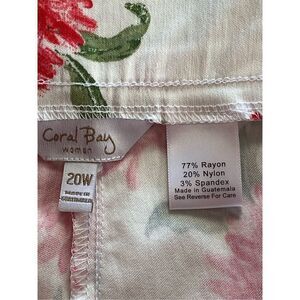 Coral Bay
women
20W
MADE IN
GUATEMALA
77% Rayon
20% Nylon
3% Spandex
Made in Guatemala
See Reverse For Care